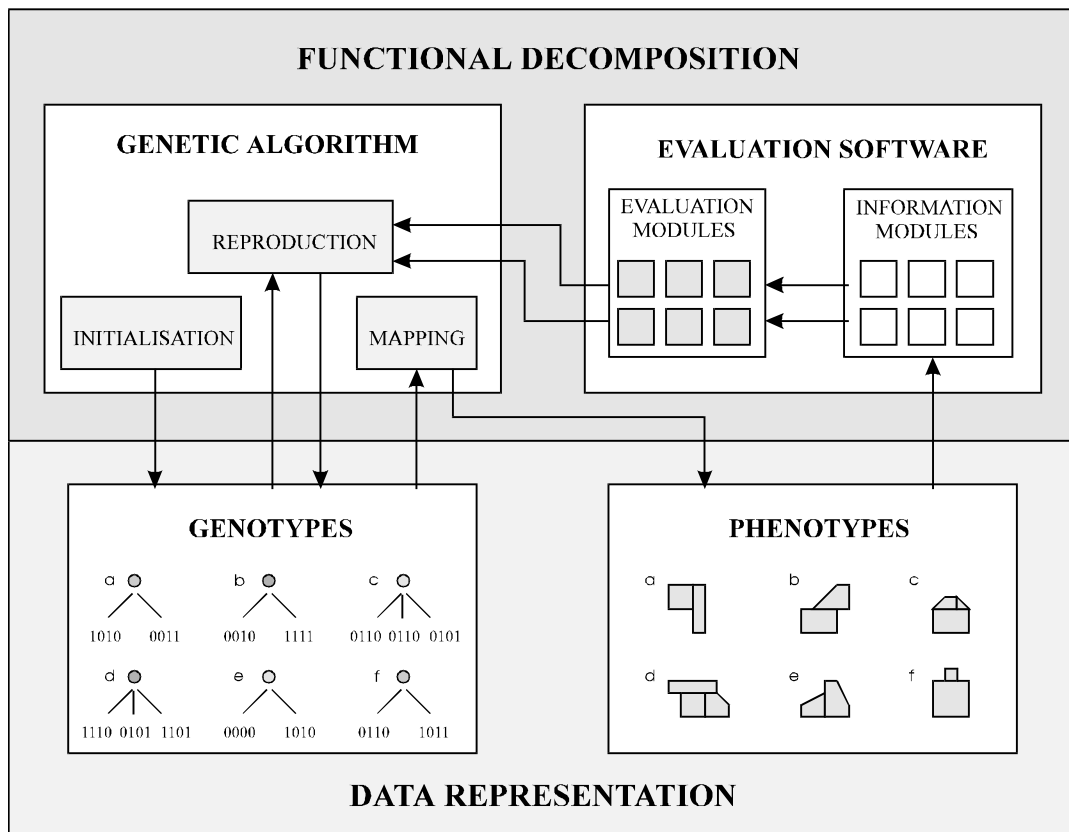 FUNCTIONAL DECOMPOSITION
GENETIC ALGORITHM
REPRODUCTION
INITIALISATION
MAPPING
EVALUATION SOFTWARE
EVALUATION
MODULES
INFORMATION
MODULES
GENOTYPES
a b c
1010 0011 0010 1111 0110 0110 0101
d e f
1110 0101 1101 0000 1010 0110 1011
PHENOTYPES
a b c
d e f
DATA REPRESENTATION